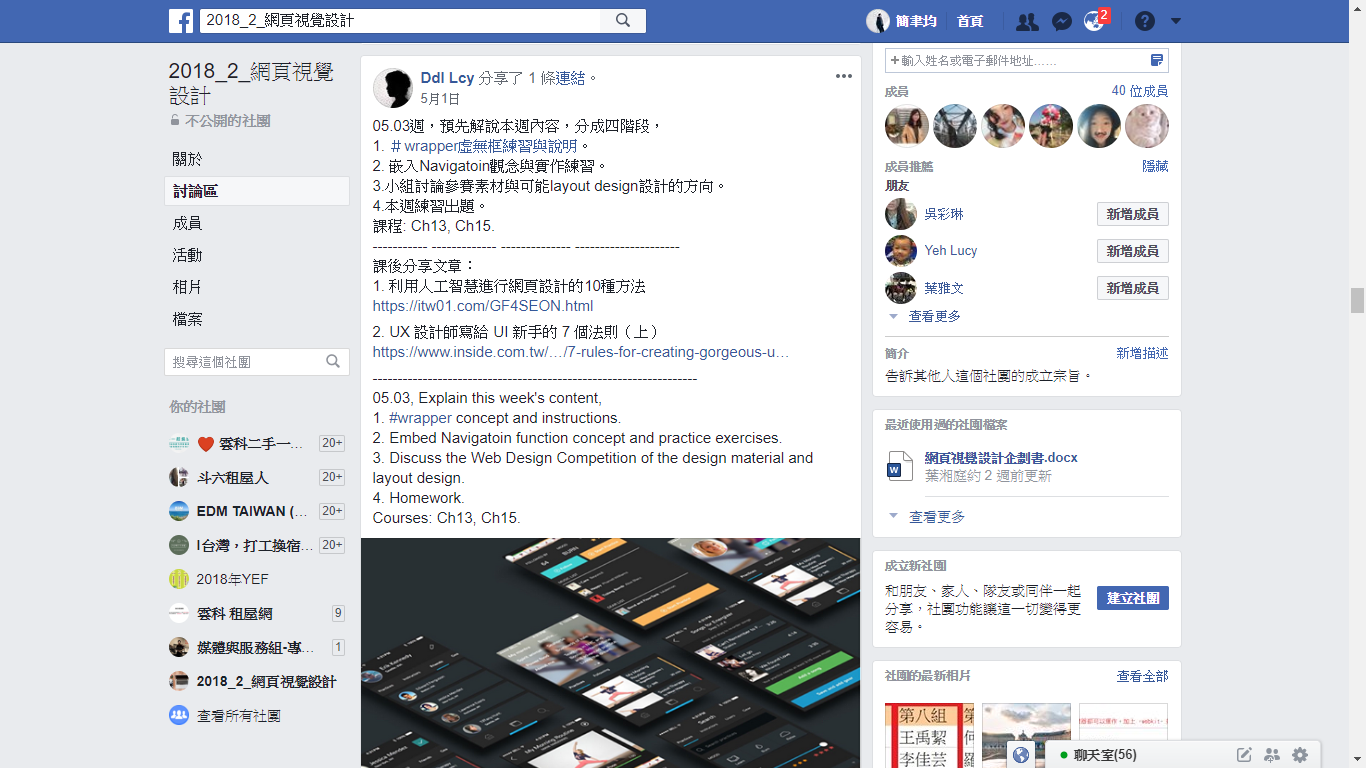 2018_2_網頁視覺設計
簡聿均 首頁
2
2018_2_網頁視覺
設計
不公開的社團
關於
討論區
成員
活動
相片
檔案
搜尋這個社團
你的社團
雲科二手一… 20+
斗六租屋人 20+
EDM TAIWAN (… 20+
I台灣，打工換宿… 20+
2018年YEF
雲科 租屋網 9
媒體與服務組-專… 1
2018_2_網頁視覺設計
查看所有社團
Ddl Lcy 分享了 1 條連結。
5月1日
05.03週，預先解說本週內容，分成四階段，
1. ＃wrapper虛無框練習與說明。
2. 嵌入Navigatoin觀念與實作練習。
3.小組討論參賽素材與可能layout design設計的方向。
4.本週練習出題。
課程: Ch13, Ch15.
----------- ------------- -------------- ---------------------
課後分享文章：
1. 利用人工智慧進行網頁設計的10種方法
https://itw01.com/GF4SEON.html
2. UX 設計師寫給 UI 新手的 7 個法則（上）
https://www.inside.com.tw/…/7-rules-for-creating-gorgeous-u…
-----------------------------------------------------------------
05.03, Explain this week's content,
1. #wrapper concept and instructions.
2. Embed Navigatoin function concept and practice exercises.
3. Discuss the Web Design Competition of the design material and
layout design.
4. Homework.
Courses: Ch13, Ch15.
Erik Kennedy
My Morning Routine
+輸入姓名或電子郵件地址……
成員 40 位成員
成員推薦 隱藏
朋友
吳彩琳 新增成員
Yeh Lucy 新增成員
葉雅文 新增成員
查看更多
簡介 新增描述
告訴其他人這個社團的成立宗旨。
最近使用過的社團檔案
網頁視覺設計企劃書.docx
葉湘庭約 2 週前更新
查看更多
成立新社團
和朋友、家人、隊友或同伴一起
分享，社團功能讓這一切變得更
容易。
建立社團
社團的最新相片 查看全部
第八組
王禹絜
李佳芸
聊天室(56)